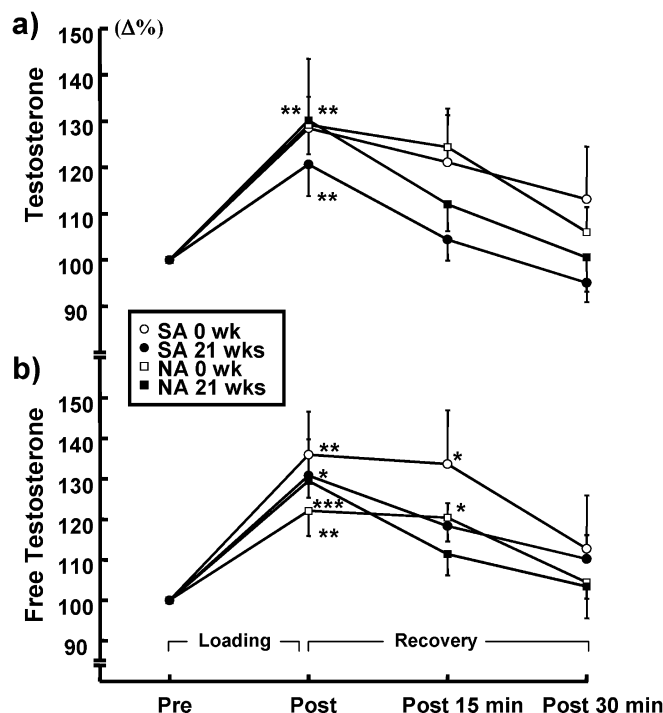 a)
(Δ%)
Testosterone
150
140
130
120
110
100
90
** **
**
SA 0 wk
SA 21 wks
NA 0 wk
NA 21 wks
b)
Free Testosterone
150
140
130
120
110
100
90
**
*
*
***
*
**
Loading
Recovery
Pre
Post
Post 15 min
Post 30 min